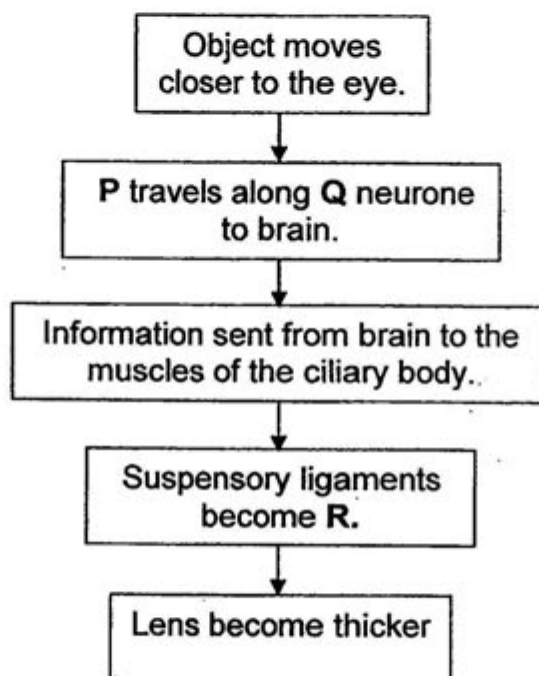 Object moves
closer to the eye.
P travels along Q neurone
to brain.
Information sent from brain to the
muscles of the ciliary body..
Suspensory ligaments
become R.
Lens become thicker